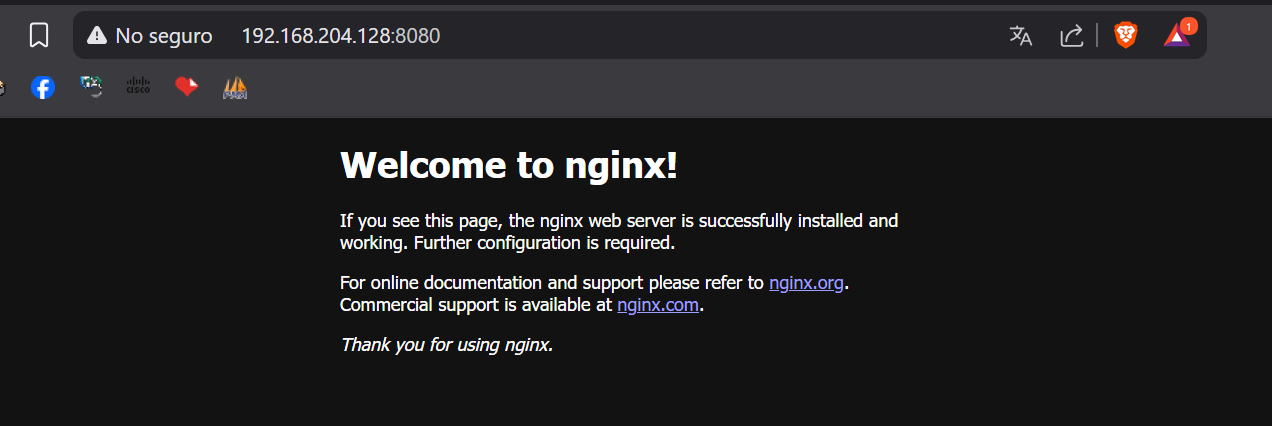 No seguro 192.168.204.128:8080
1
cisco
Welcome to nginx!
If you see this page, the nginx web server is successfully installed and
working. Further configuration is required.
For online documentation and support please refer to nginx.org.
Commercial support is available at nginx.com.
Thank you for using nginx.